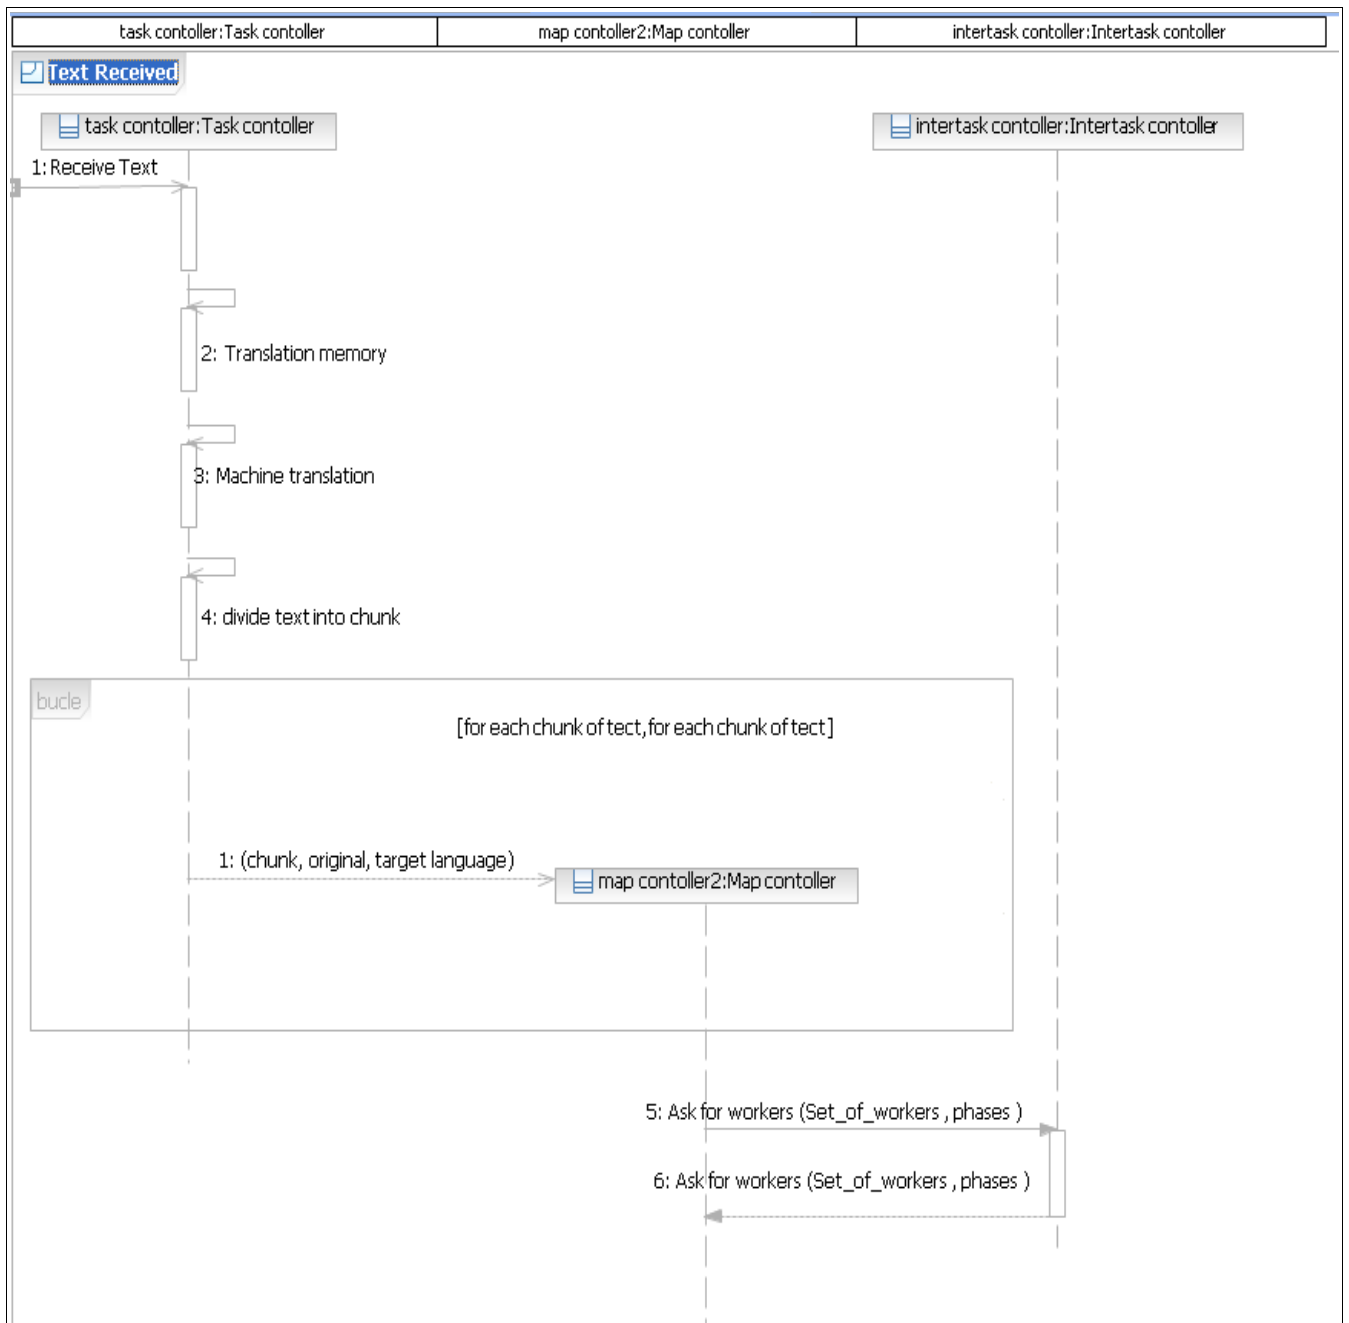 task contoller:Task contoller
map contoller2:Map contoller
intertask contoller:Intertask contoller
Text Received
task contoller:Task contoller
intertask contoller:Intertask contoller
1: Receive Text
2: Translation memory
3: Machine translation
4: divide text into chunk
bucle
[for each chunk of tect,for each chunk of tect]
1: (chunk, original, target language)
map contoller2:Map contoller
5: Ask for workers (Set_of_workers , phases )
6: Ask for workers (Set_of_workers , phases )